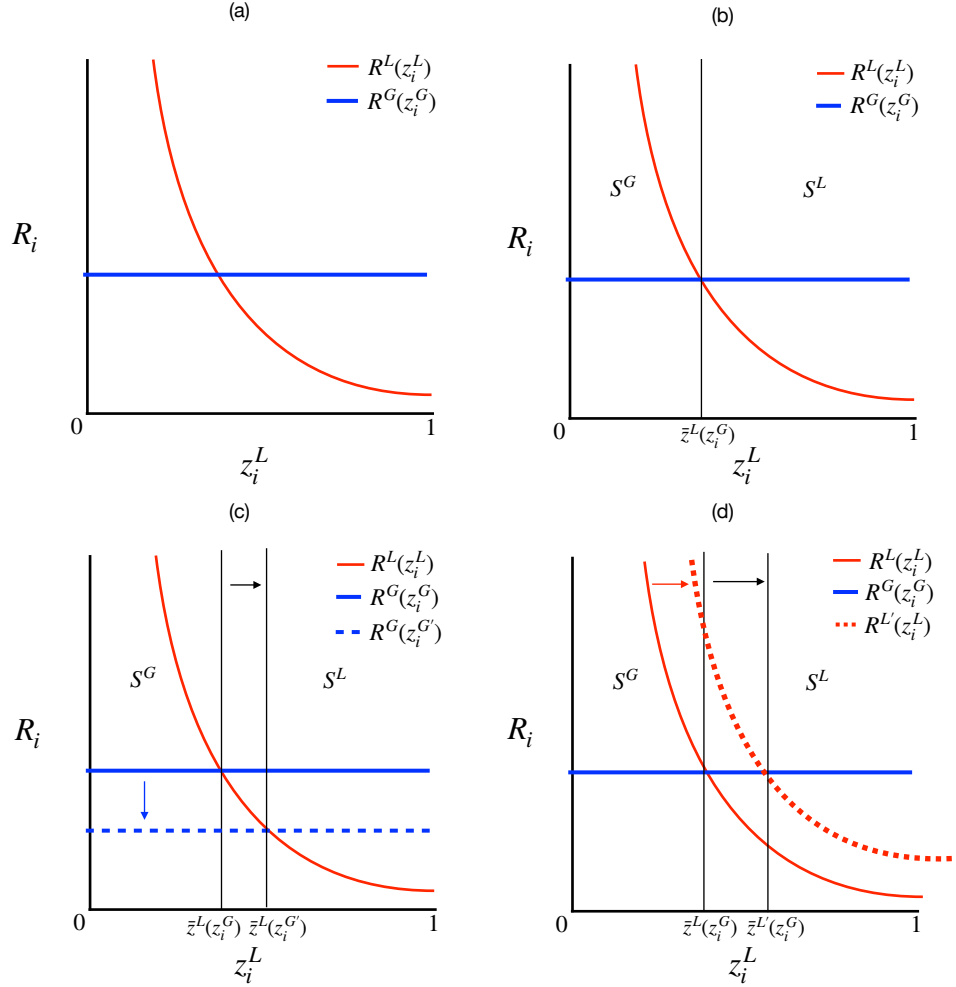 (a)
R^L(z_i^L)
R^G(z_i^G)
R_i
0
1
z_i^L
(b)
R^L(z_i^L)
R^G(z_i^G)
S^G
S^L
R_i
0
z̄^L(z_i^G)
1
z_i^L
(c)
R^L(z_i^L)
R^G(z_i^G)
R^G(z_i^{G'})
S^G
S^L
R_i
0
z̄^L(z_i^G)
z̄^L(z_i^{G'})
1
z_i^L
(d)
R^L(z_i^L)
R^G(z_i^G)
R^{L'}(z_i^L)
S^G
S^L
R_i
0
z̄^L(z_i^G)
z̄^{L'}(z_i^G)
1
z_i^L